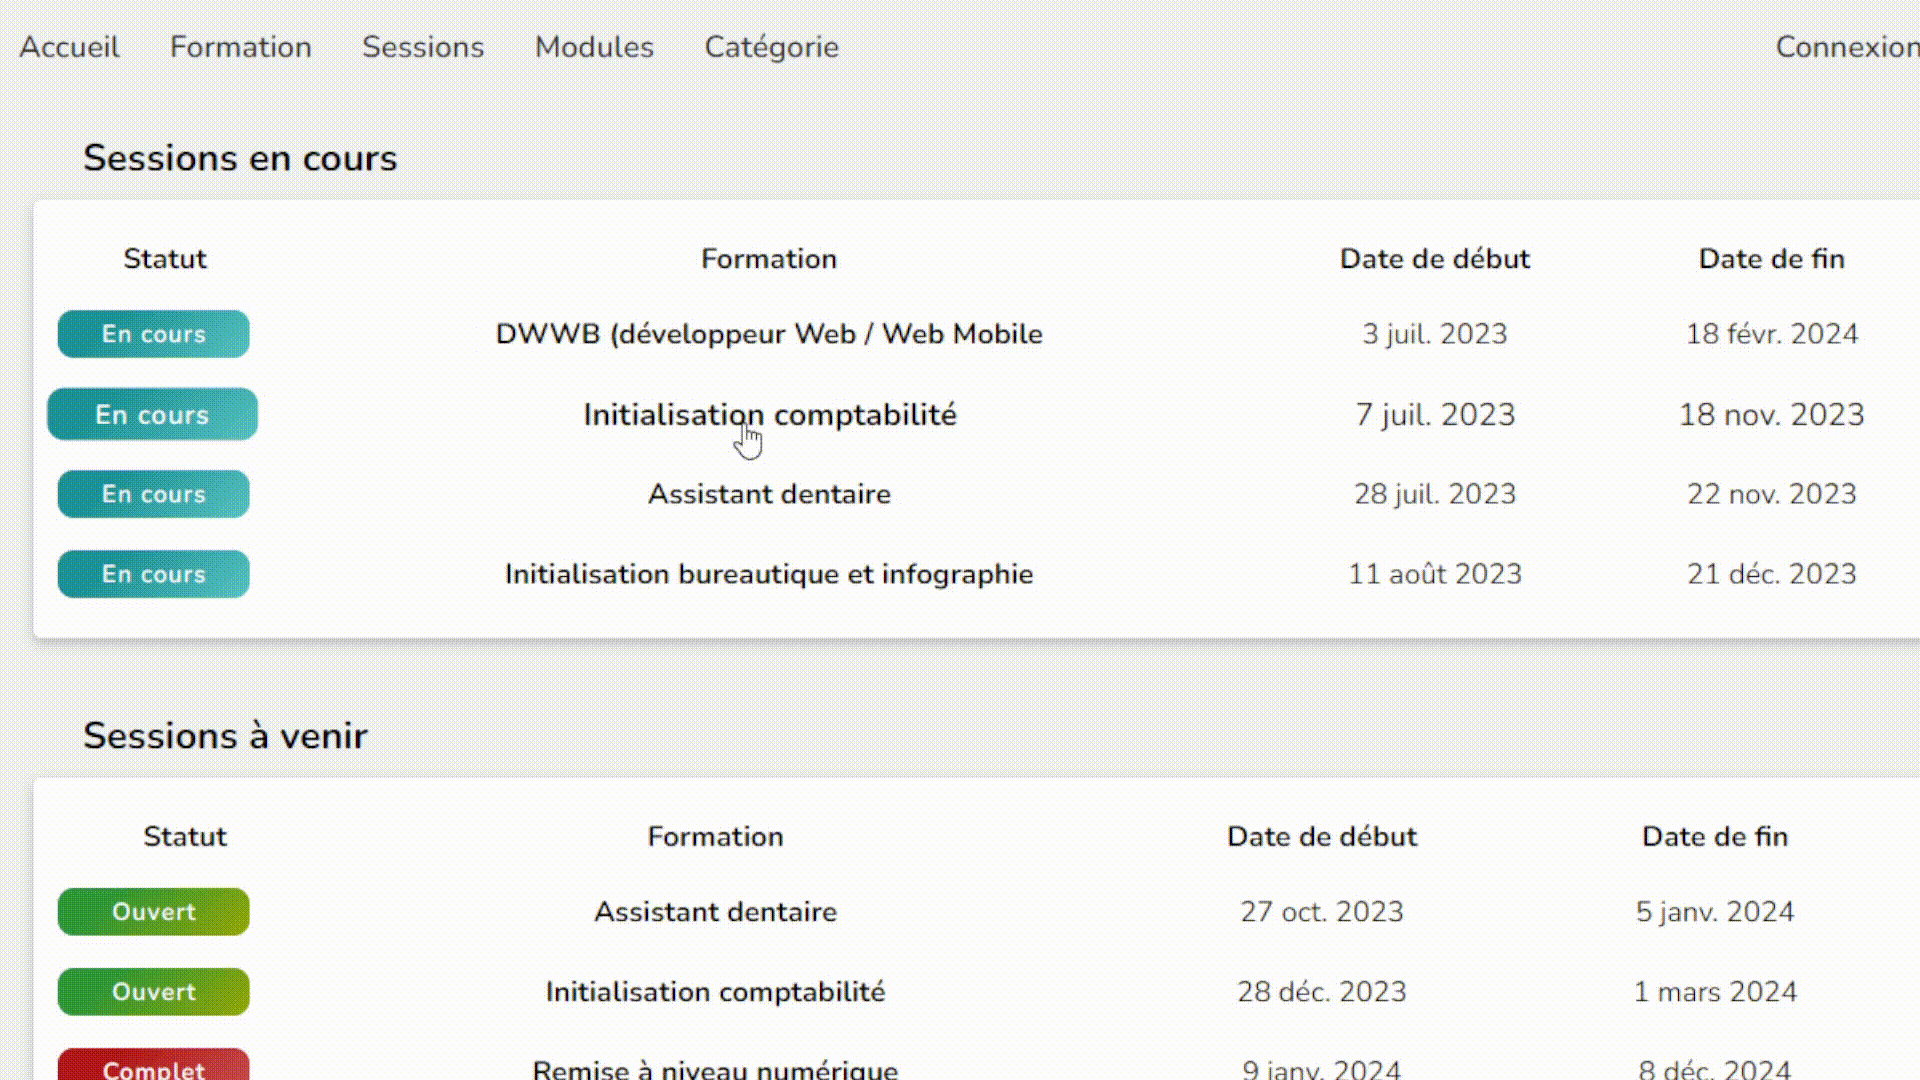 Accueil Formation Sessions Modules Catégorie Connexion
Sessions en cours
Statut Formation Date de début Date de fin
En cours DWWB (développeur Web / Web Mobile 3 juil. 2023 18 févr. 2024
En cours Initialisation comptabilité 7 juil. 2023 18 nov. 2023
En cours Assistant dentaire 28 juil. 2023 22 nov. 2023
En cours Initialisation bureautique et infographie 11 août 2023 21 déc. 2023
Sessions à venir
Statut Formation Date de début Date de fin
Ouvert Assistant dentaire 27 oct. 2023 5 janv. 2024
Ouvert Initialisation comptabilité 28 déc. 2023 1 mars 2024
Complet Remise à niveau numérique 9 janv. 2024 8 déc. 2024